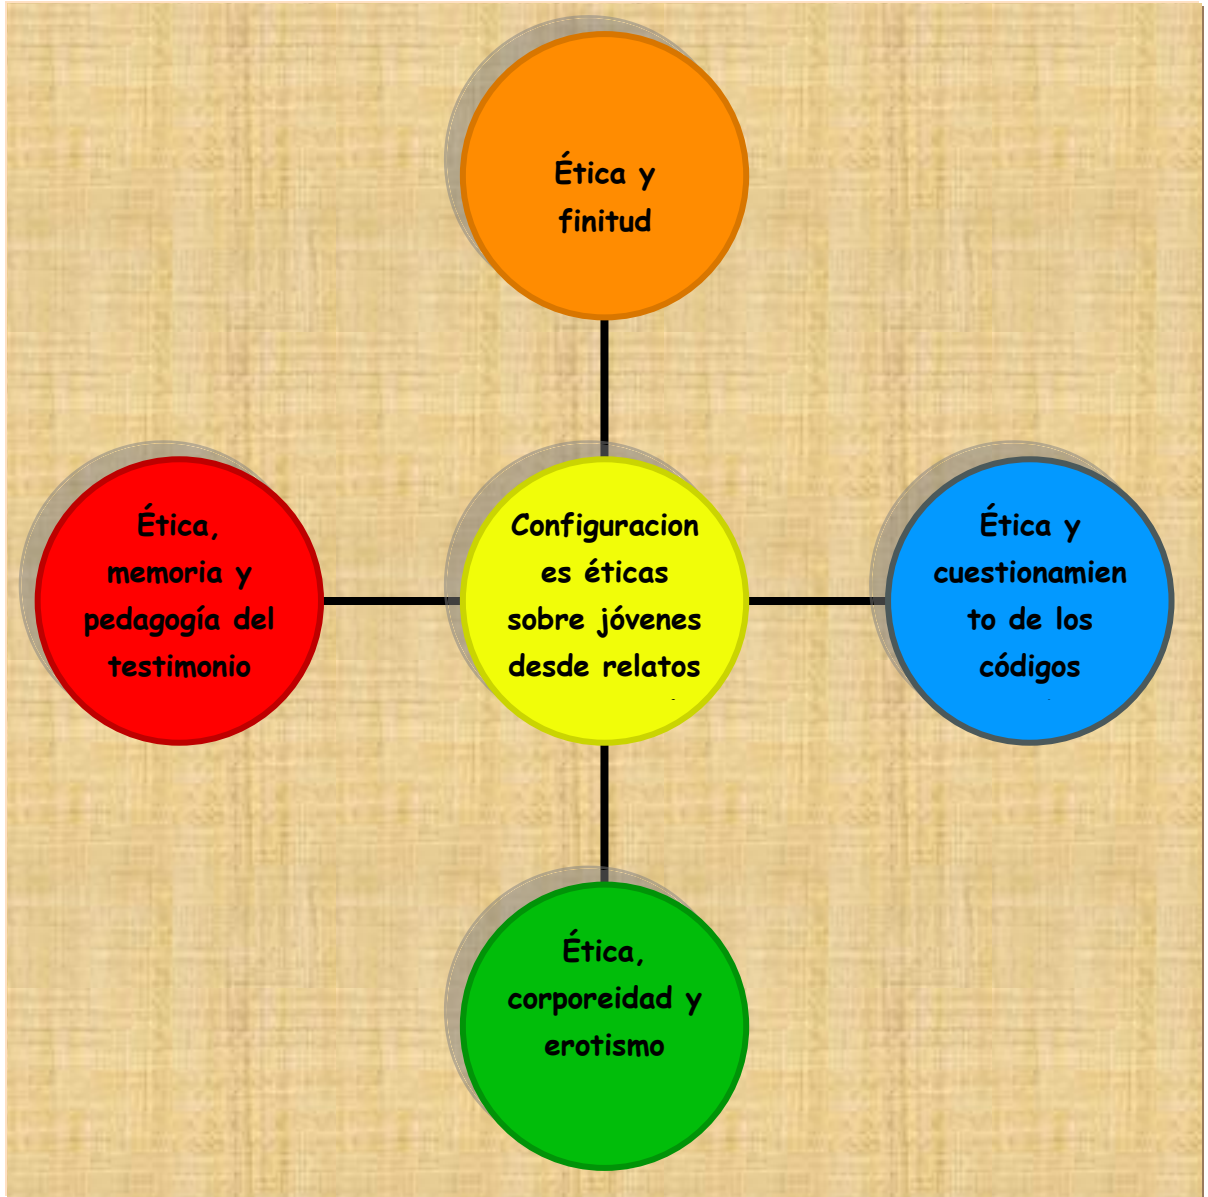 Ética y
finitud
Ética,
memoria y
pedagogía del
testimonio
Configuracion
es éticas
sobre jóvenes
desde relatos
Ética y
cuestionamien
to de los
códigos
Ética,
corporeidad y
erotismo